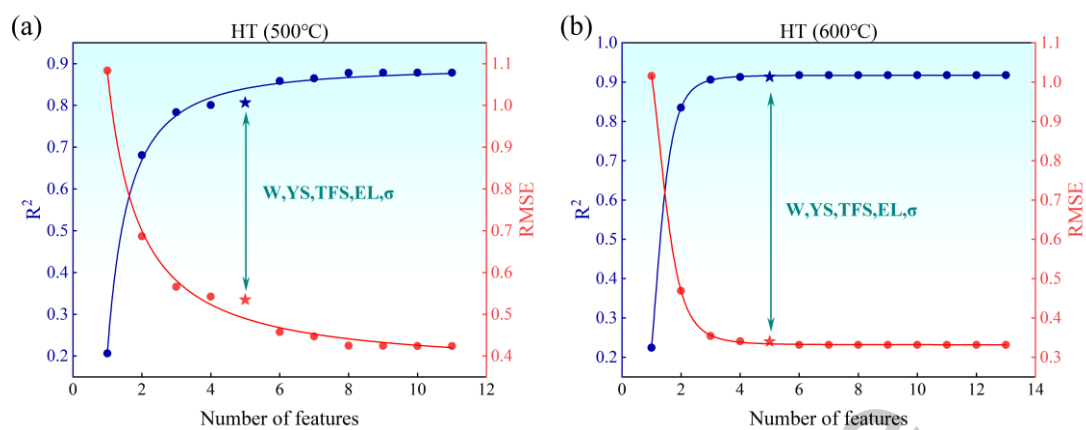 (a)
HT (500℃)
R²
0.9
0.8
0.7
0.6
0.5
0.4
0.3
0.2
W,YS,TFS,EL,σ
1.1
1.0
0.9
0.8
0.7
0.6
0.5
0.4
RMSE
0 2 4 6 8 10 12
Number of features
(b)
HT (600℃)
R²
1.0
0.9
0.8
0.7
0.6
0.5
0.4
0.3
0.2
W,YS,TFS,EL,σ
1.1
1.0
0.9
0.8
0.7
0.6
0.5
0.4
0.3
RMSE
0 2 4 6 8 10 12 14
Number of features